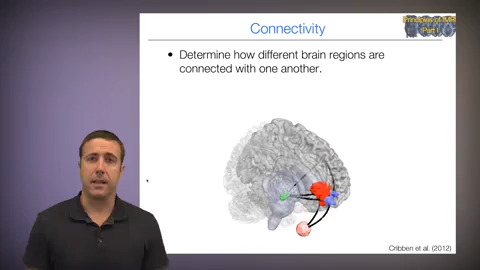 Connectivity
Principles of fMRI
Part I
• Determine how different brain regions are
connected with one another.
Cribben et al. (2012)